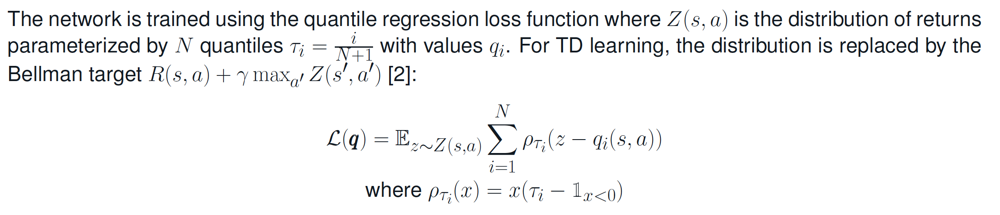 The network is trained using the quantile regression loss function where $Z(s, a)$ is the distribution of returns
parameterized by $N$ quantiles $\tau_i = \frac{i}{N+1}$ with values $q_i$. For TD learning, the distribution is replaced by the
Bellman target $R(s, a) + \gamma \max_{a'} Z(s', a')$ [2]:
$\mathcal{L}(\boldsymbol{q}) = \mathbb{E}_{z \sim Z(s,a)} \sum_{i=1}^{N} \rho_{\tau_i}(z - q_i(s, a))$
where $\rho_{\tau_i}(x) = x(\tau_i - \mathbb{1}_{x<0})$